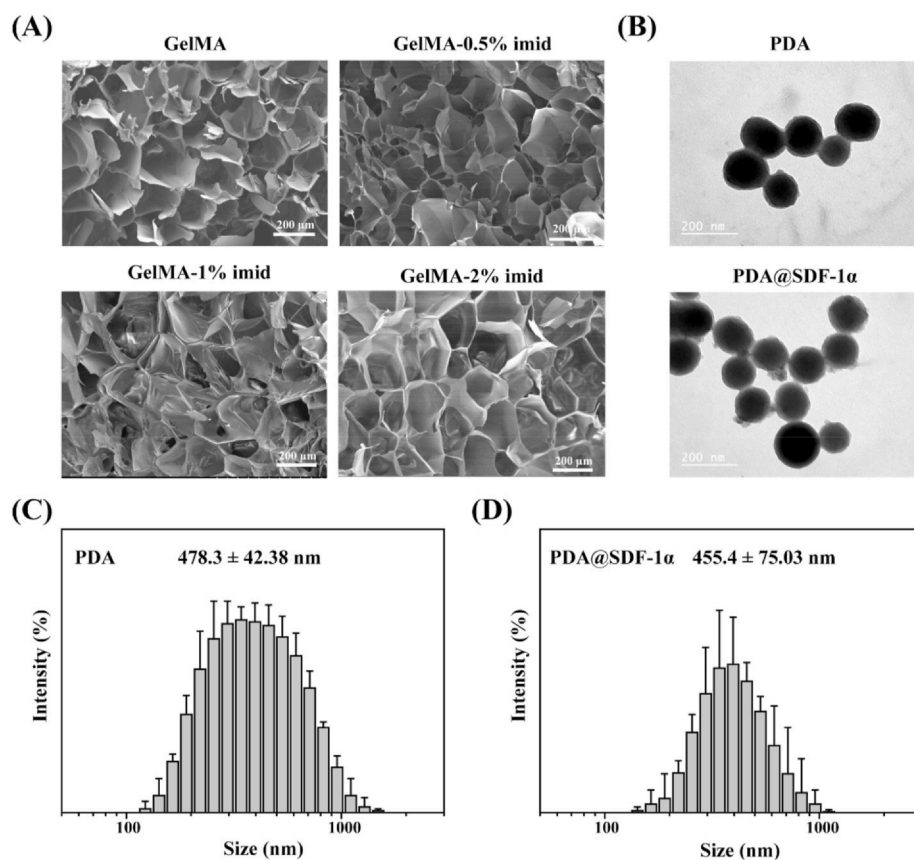 (A)
GelMA
GelMA-0.5% imid
200 μm
200 μm
GelMA-1% imid
GelMA-2% imid
200 μm
200 μm
(B)
PDA
200 nm
PDA@SDF-1α
200 nm
(C)
PDA 478.3 ± 42.38 nm
Intensity (%)
100 1000
Size (nm)
(D)
PDA@SDF-1α 455.4 ± 75.03 nm
Intensity (%)
100 1000
Size (nm)